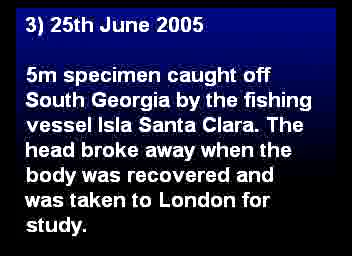 3) 25th June 2005
5m specimen caught off
South Georgia by the fishing
vessel Isla Santa Clara. The
head broke away when the
body was recovered and
was taken to London for
study.